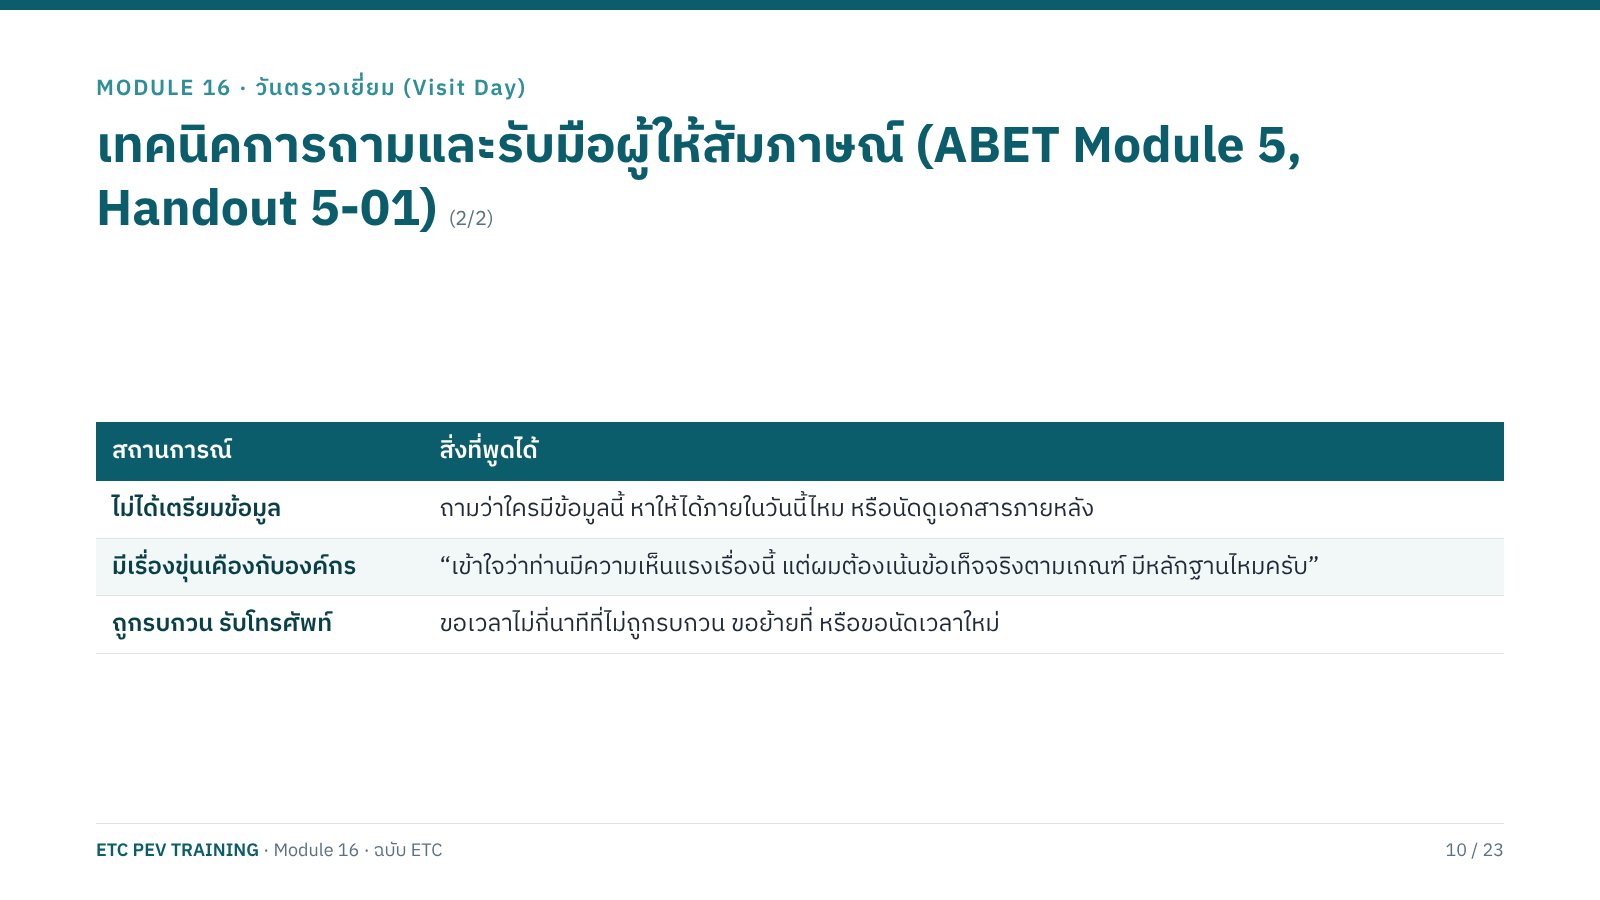 MODULE 16 · วันตรวจเยี่ยม (Visit Day)
เทคนิคการถามและรับมือผู้ให้สัมภาษณ์ (ABET Module 5,
Handout 5-01) (2/2)
สถานการณ์ สิ่งที่พูดได้
ไม่ได้เตรียมข้อมูล ถามว่าใครมีข้อมูลนี้ หาให้ได้ภายในวันนี้ไหม หรือนัดดูเอกสารภายหลัง
มีเรื่องขุ่นเคืองกับองค์กร “เข้าใจว่าท่านมีความเห็นแรงเรื่องนี้ แต่ผมต้องเน้นข้อเท็จจริงตามเกณฑ์ มีหลักฐานไหมครับ”
ถูกรบกวน รับโทรศัพท์ ขอเวลาไม่กี่นาทีที่ไม่ถูกรบกวน ขอย้ายที่ หรือขอนัดเวลาใหม่
ETC PEV TRAINING · Module 16 · ฉบับ ETC 10 / 23